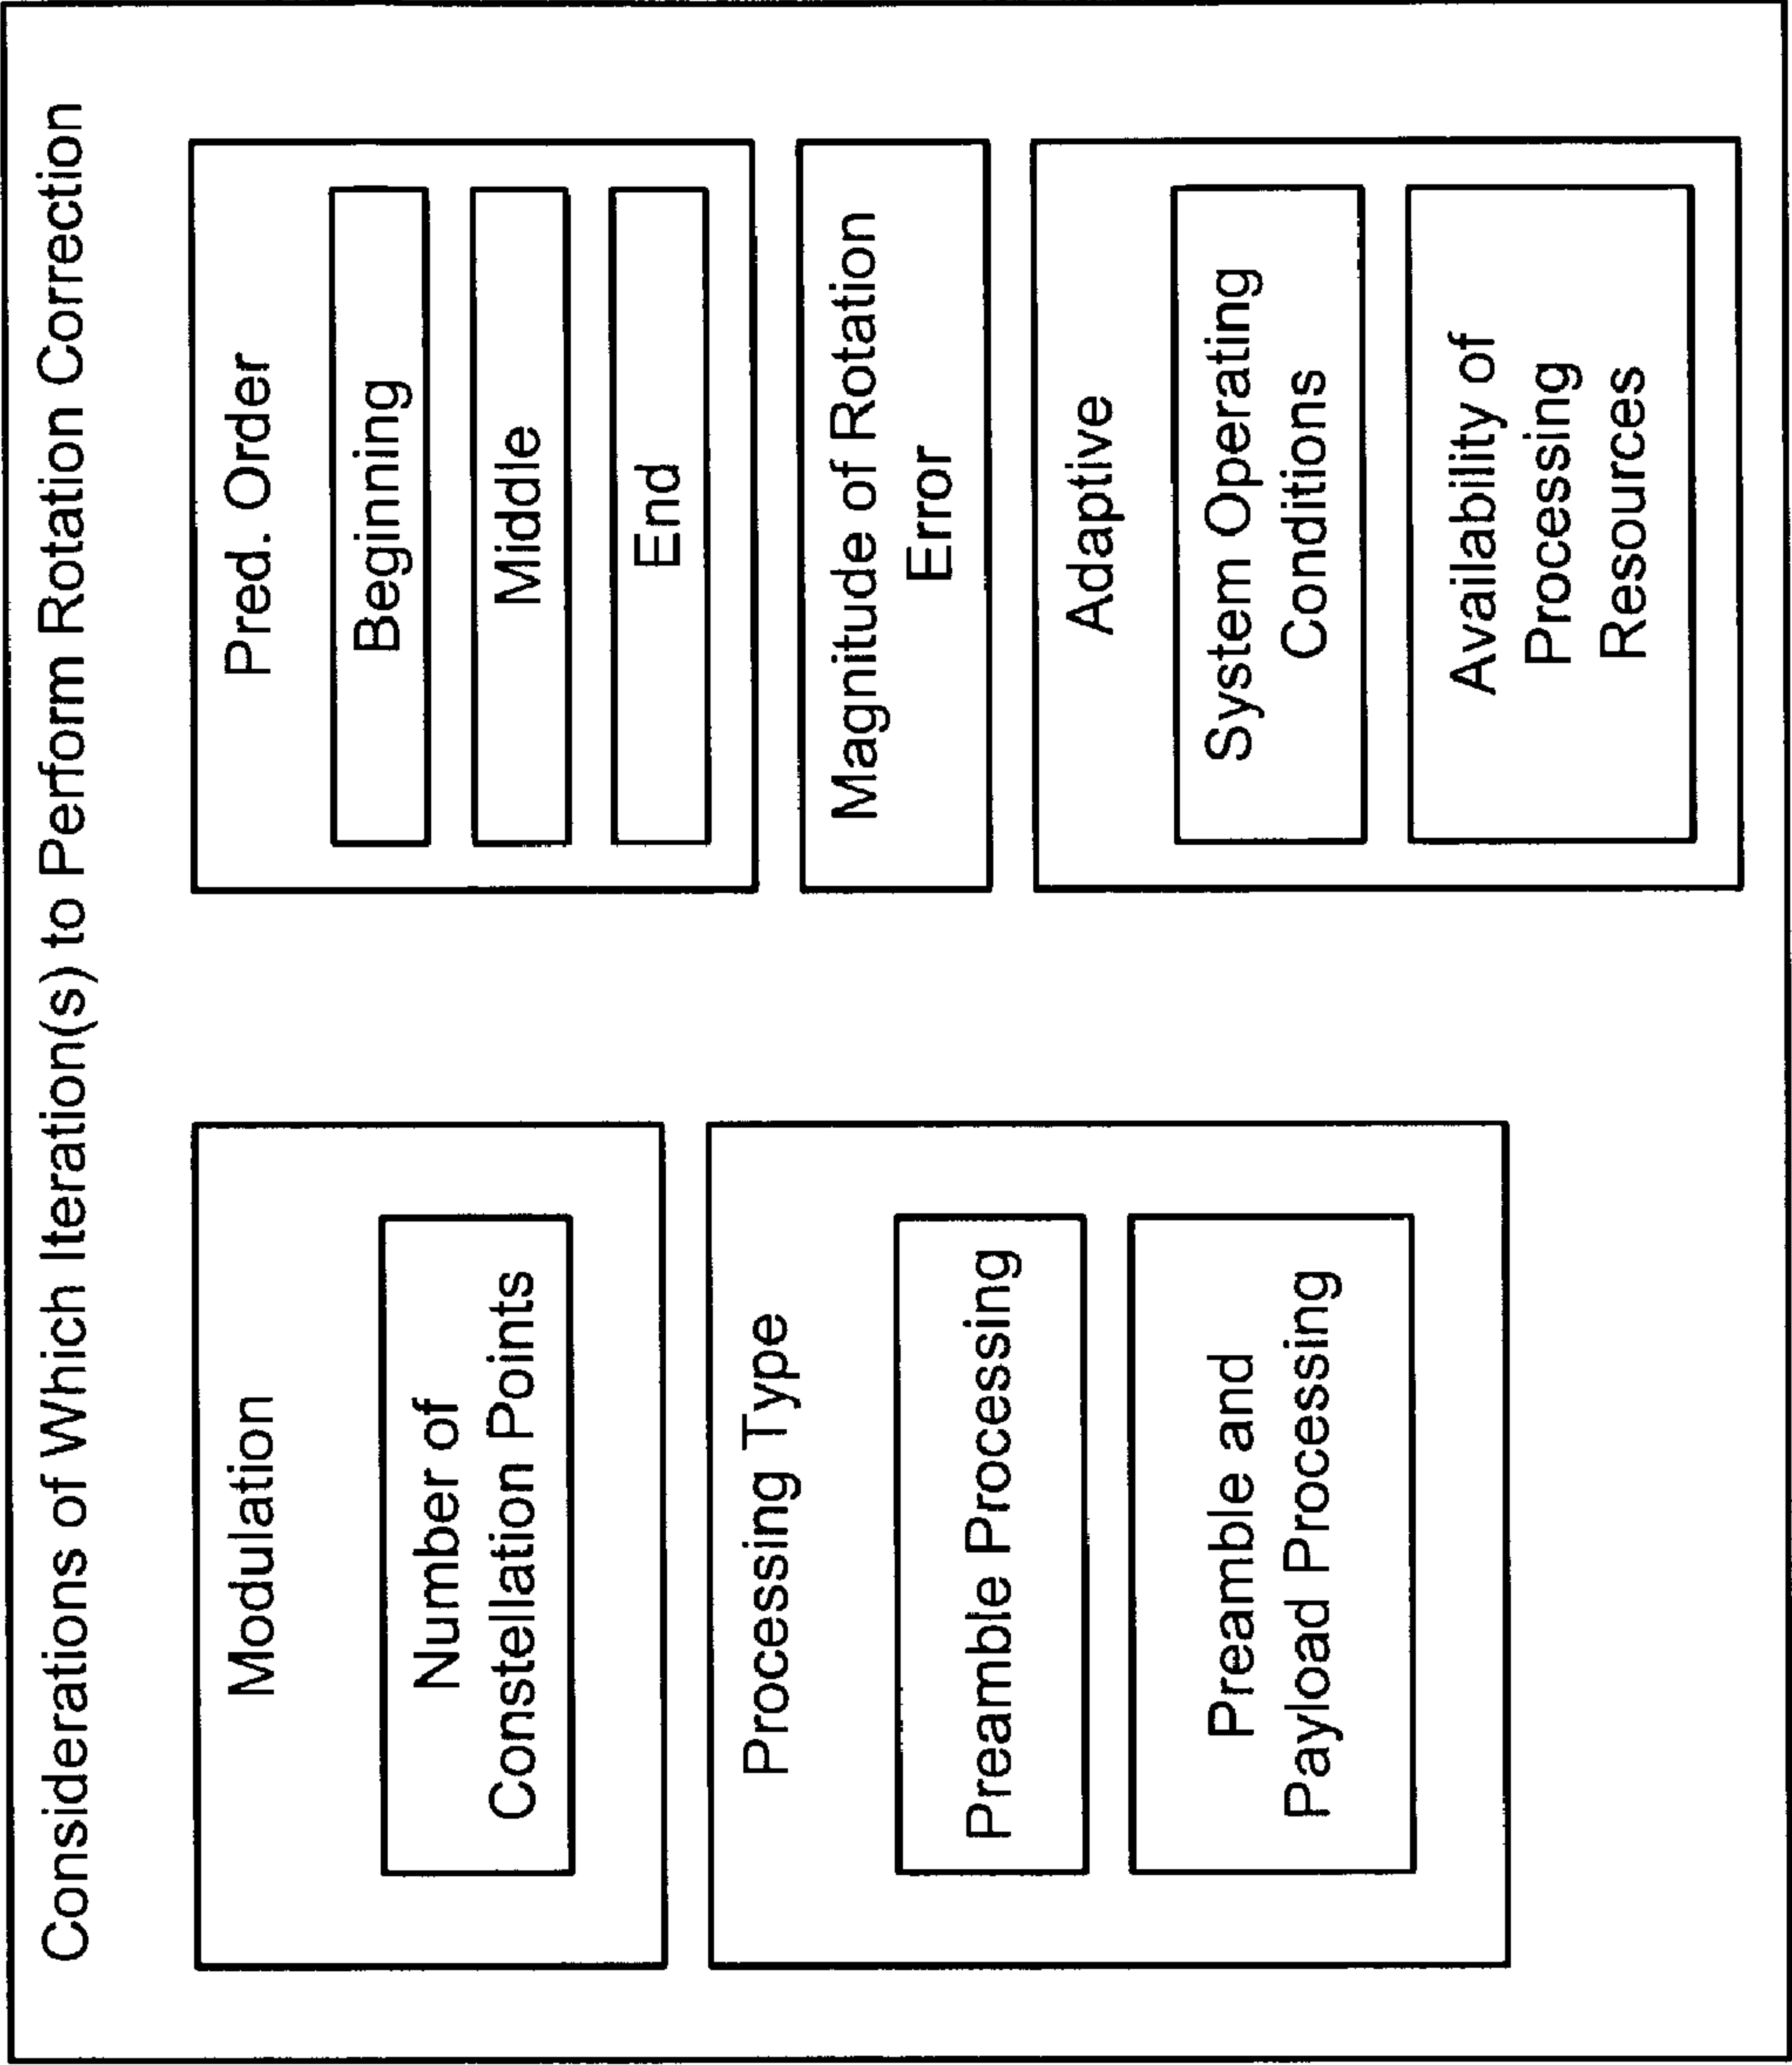 Considerations of Which Iteration(s) to Perform Rotation Correction
Modulation
Number of
Constellation Points
Processing Type
Preamble Processing
Preamble and
Payload Processing
Pred. Order
Beginning
Middle
End
Magnitude of Rotation
Error
Adaptive
System Operating
Conditions
Availability of
Processing
Resources